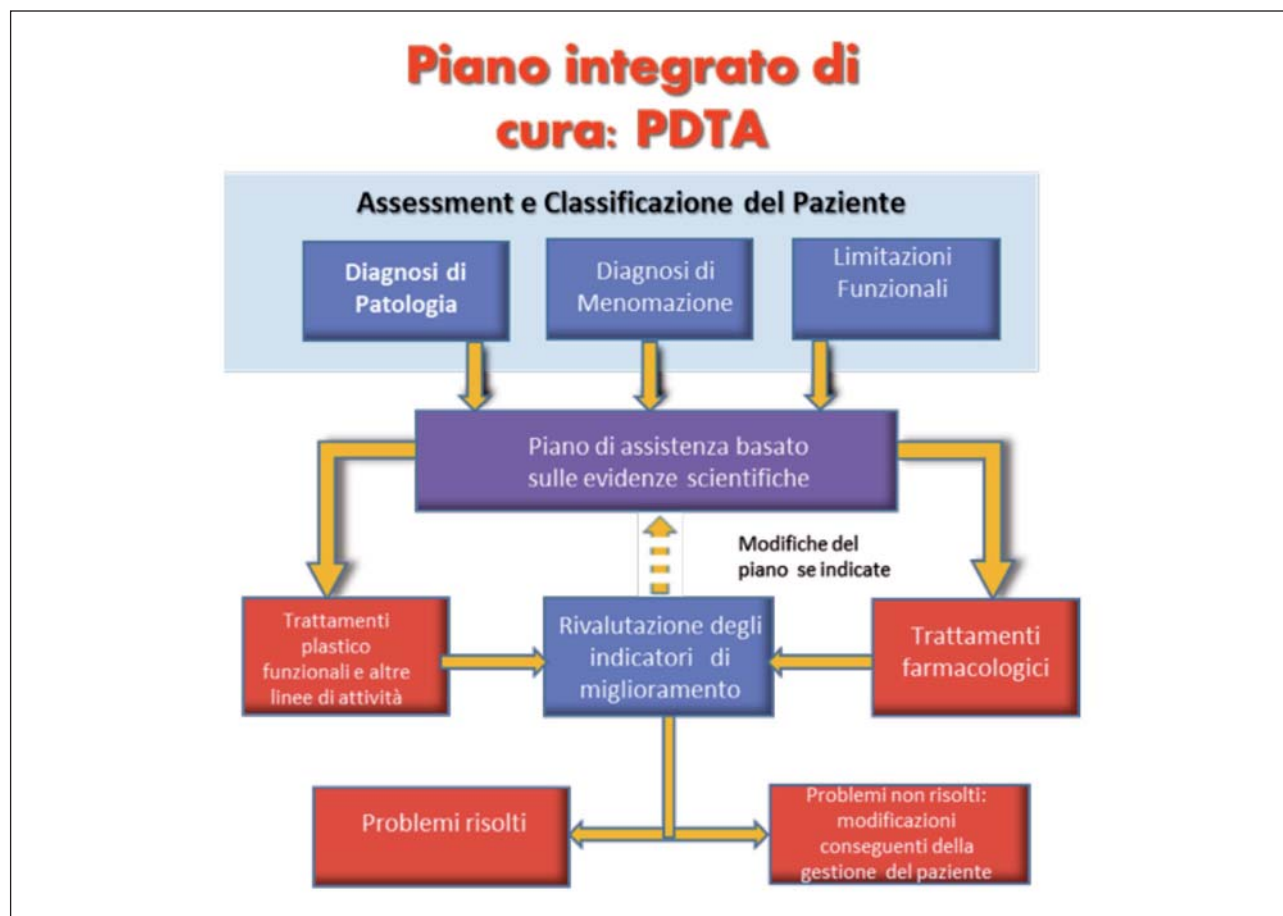 Piano integrato di
cura: PDTA
Assessment e Classificazione del Paziente
Diagnosi di
Patologia
Diagnosi di
Menomazione
Limitazioni
Funzionali
Piano di assistenza basato
sulle evidenze scientifiche
Modifiche del
piano se indicate
Trattamenti
plastico
funzionali e altre
linee di attività
Rivalutazione degli
indicatori di
miglioramento
Trattamenti
farmacologici
Problemi risolti
Problemi non risolti:
modificazioni
conseguenti della
gestione del paziente